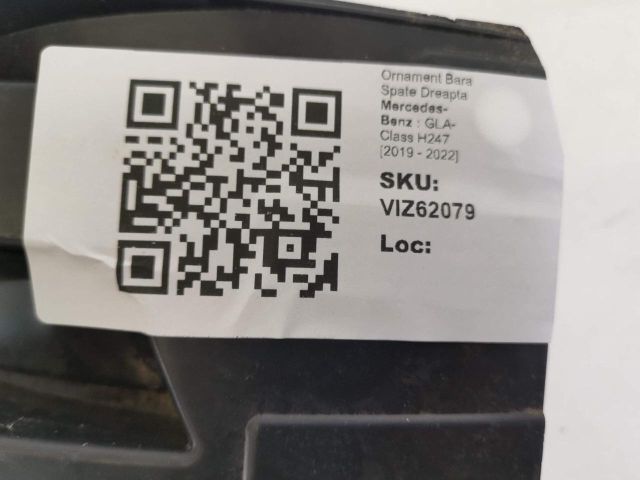 Ornament Bara
Spate Dreapta
Mercedes-
Benz : GLA-
Class H247
[2019 - 2022]
SKU:
VIZ62079
Loc: